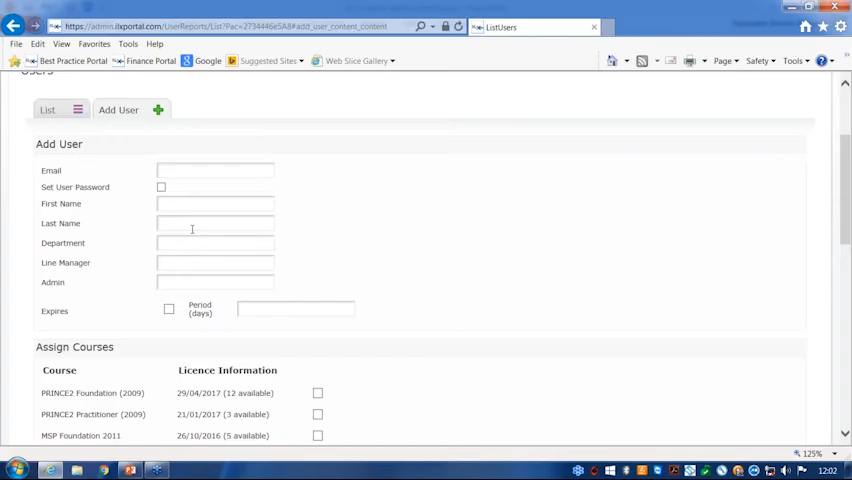 https://admin.ilxportal.com/UserReports/List?Pac=2734446e5A8#add_user_content_content
ListUsers
File Edit View Favorites Tools Help
Best Practice Portal Finance Portal Google Suggested Sites Web Slice Gallery
Page Safety Tools
Users
List Add User
Add User
Email
Set User Password
First Name
Last Name
Department
Line Manager
Admin
Expires Period (days)
Assign Courses
Course Licence Information
PRINCE2 Foundation (2009) 29/04/2017 (12 available)
PRINCE2 Practitioner (2009) 21/01/2017 (3 available)
MSP Foundation 2011 26/10/2016 (5 available)
125%
12:02